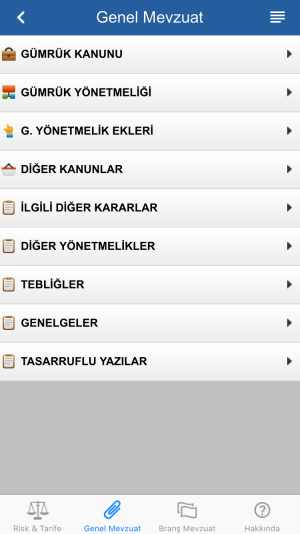 Genel Mevzuat
GÜMRÜK KANUNU
GÜMRÜK YÖNETMELİĞİ
G. YÖNETMELİK EKLERİ
DİĞER KANUNLAR
İLGİLİ DİĞER KARARLAR
DİĞER YÖNETMELİKLER
TEBLİĞLER
GENELGELER
TASARRUFLU YAZILAR
Risk & Tarife Genel Mevzuat Branş Mevzuat Hakkında